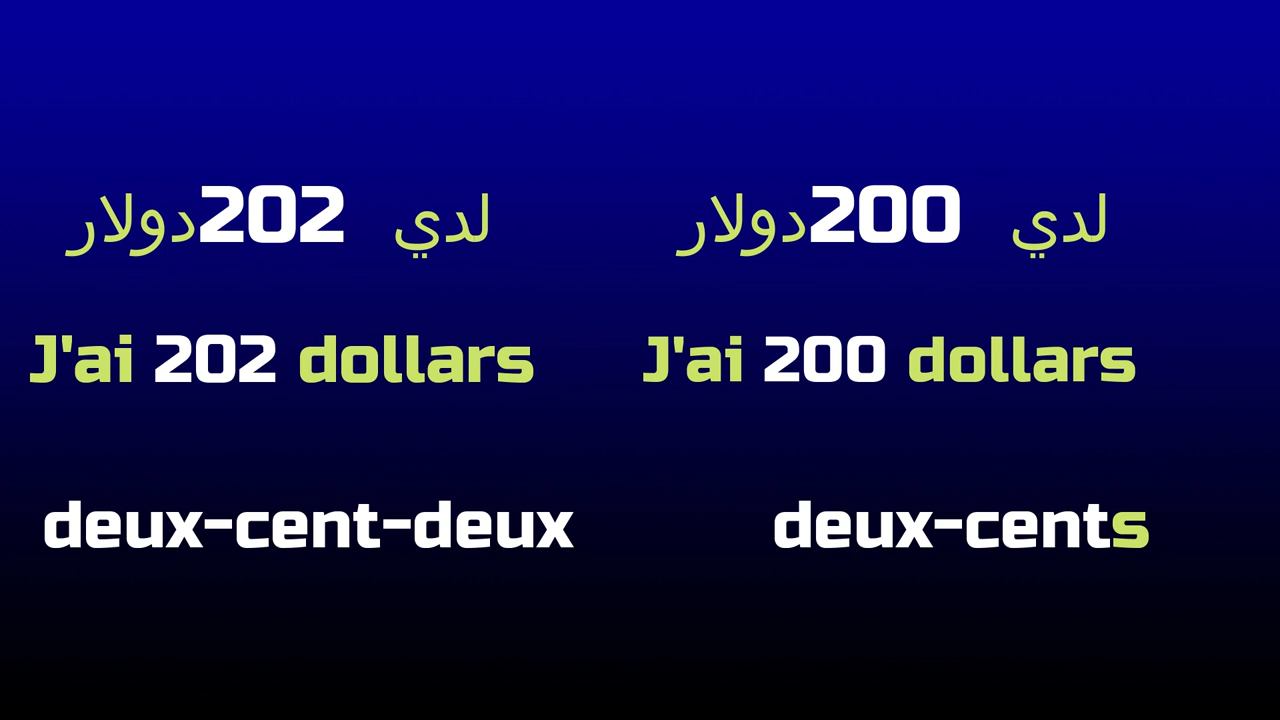 لدي 200دولار
لدي 202دولار
J'ai 202 dollars
J'ai 200 dollars
deux-cent-deux
deux-cents